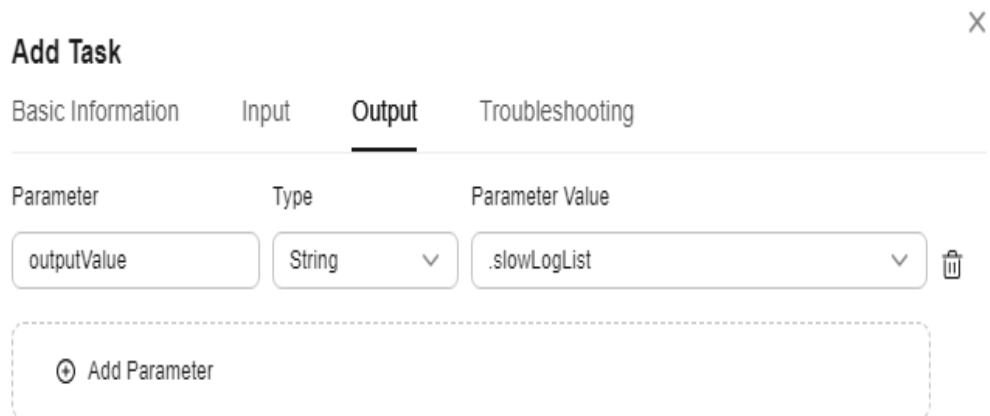 Add Task
Basic Information Input Output Troubleshooting
Parameter Type Parameter Value
outputValue String .slowLogList
Add Parameter